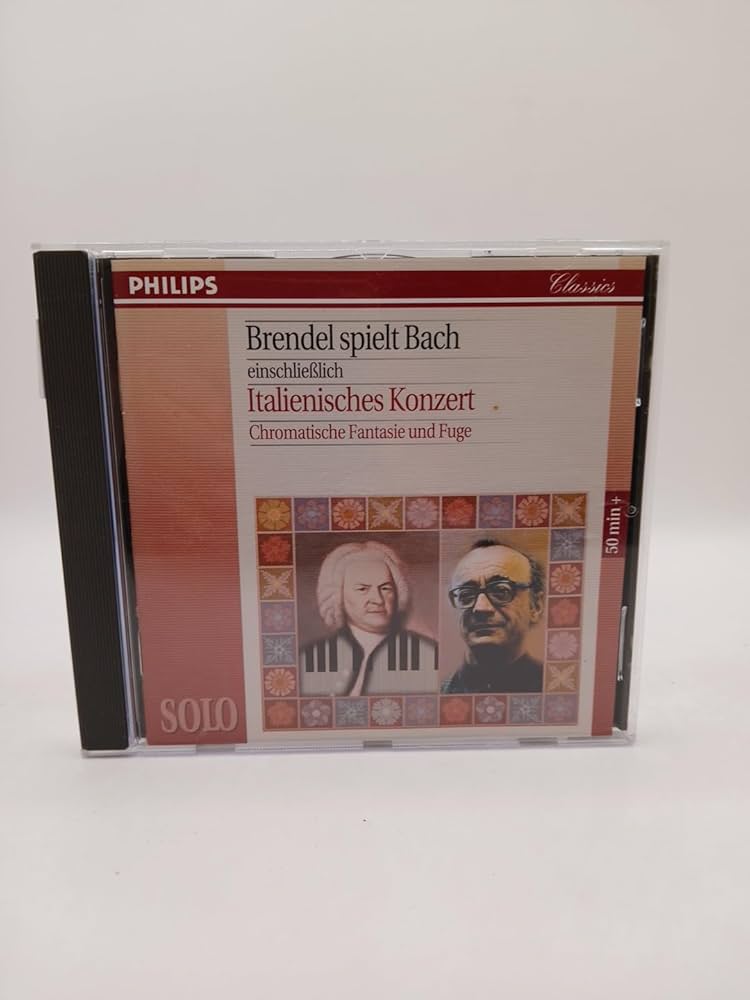 PHILIPS Classics
Brendel spielt Bach
einschließlich
Italienisches Konzert
Chromatische Fantasie und Fuge
50 min +
SOLO